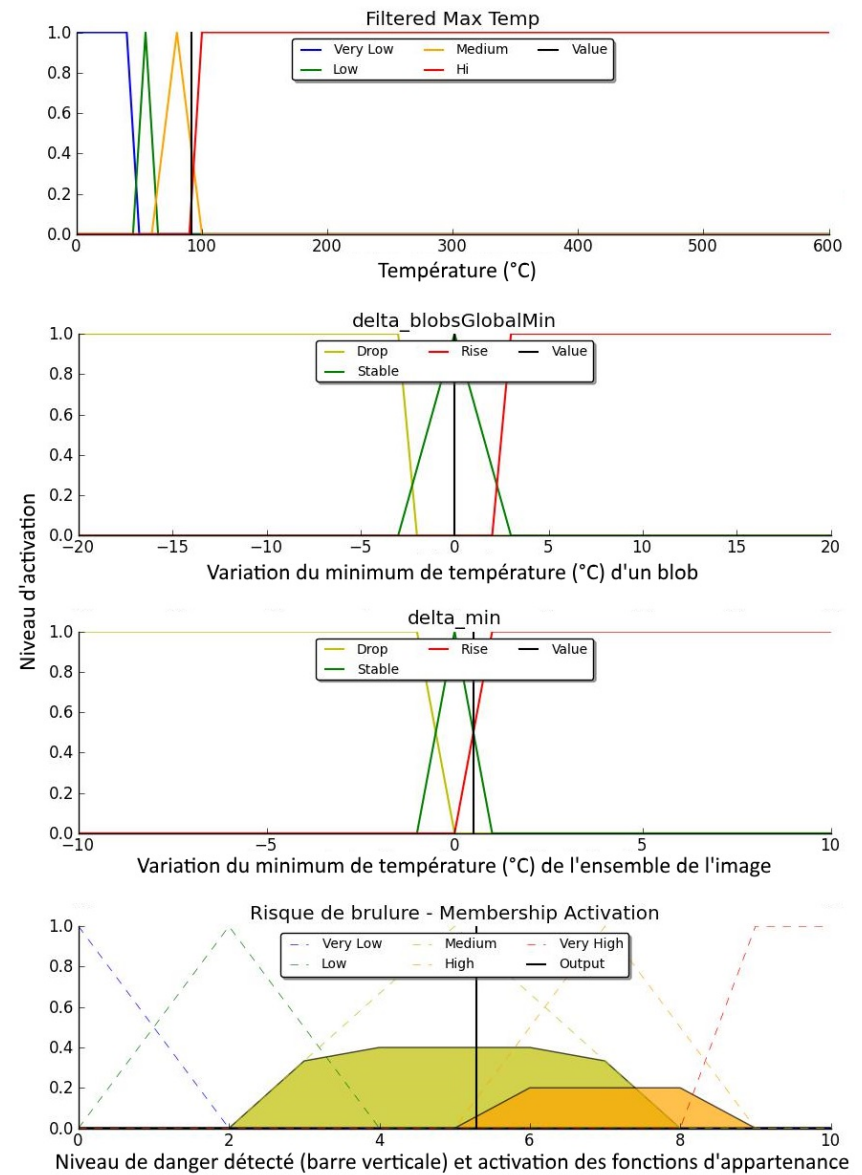 Filtered Max Temp
1.0
0.8
0.6
0.4
0.2
0.0
Very Low Medium Value
Low Hi
0 100 200 300 400 500 600
Température (°C)
delta_blobsGlobalMin
1.0
0.8
0.6
0.4
0.2
0.0
Drop Rise Value
Stable
−20 −15 −10 −5 0 5 10 15 20
Variation du minimum de température (°C) d'un blob
Niveau d'activation
delta_min
1.0
0.8
0.6
0.4
0.2
0.0
Drop Rise Value
Stable
−10 −5 0 5 10
Variation du minimum de température (°C) de l'ensemble de l'image
Risque de brulure - Membership Activation
1.0
0.8
0.6
0.4
0.2
0.0
Very Low Medium Very High
Low High Output
0 2 4 6 8 10
Niveau de danger détecté (barre verticale) et activation des fonctions d'appartenance